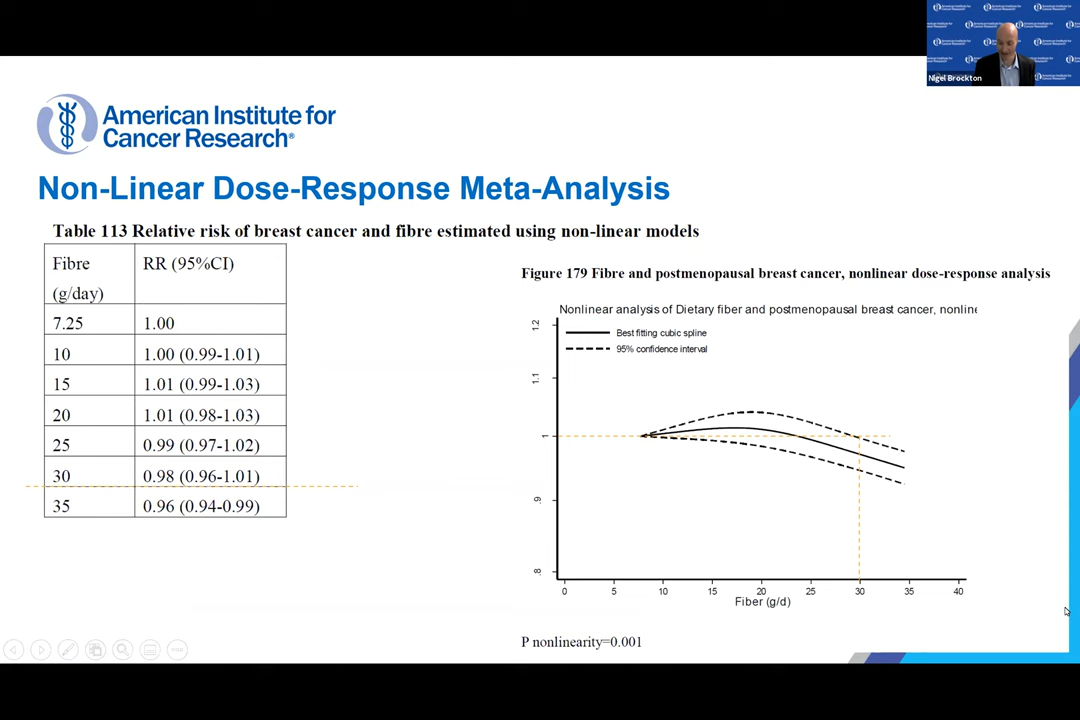 American Institute for
Cancer Research®
Nigel Brockton
American Institute for
Cancer Research®
Non-Linear Dose-Response Meta-Analysis
Table 113 Relative risk of breast cancer and fibre estimated using non-linear models
Fibre
(g/day)
RR (95%CI)
7.25 1.00
10 1.00 (0.99-1.01)
15 1.01 (0.99-1.03)
20 1.01 (0.98-1.03)
25 0.99 (0.97-1.02)
30 0.98 (0.96-1.01)
35 0.96 (0.94-0.99)
Figure 179 Fibre and postmenopausal breast cancer, nonlinear dose-response analysis
Nonlinear analysis of Dietary fiber and postmenopausal breast cancer, nonline
Best fitting cubic spline
95% confidence interval
1.2
1.1
1
.9
.8
0 5 10 15 20 25 30 35 40
Fiber (g/d)
P nonlinearity=0.001